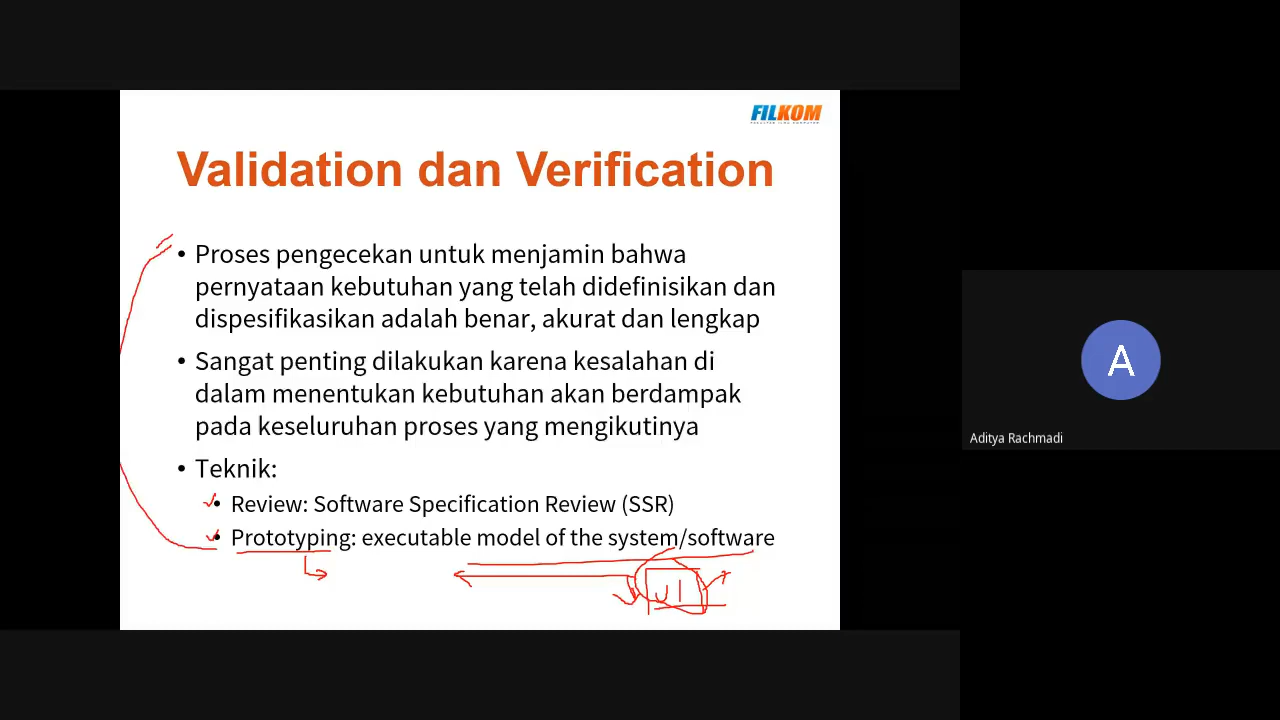 FILKOM
Validation dan Verification
• Proses pengecekan untuk menjamin bahwa
pernyataan kebutuhan yang telah didefinisikan dan
dispesifikasikan adalah benar, akurat dan lengkap
• Sangat penting dilakukan karena kesalahan di
dalam menentukan kebutuhan akan berdampak
pada keseluruhan proses yang mengikutinya
• Teknik:
• Review: Software Specification Review (SSR)
• Prototyping: executable model of the system/software
UI
A
Aditya Rachmadi